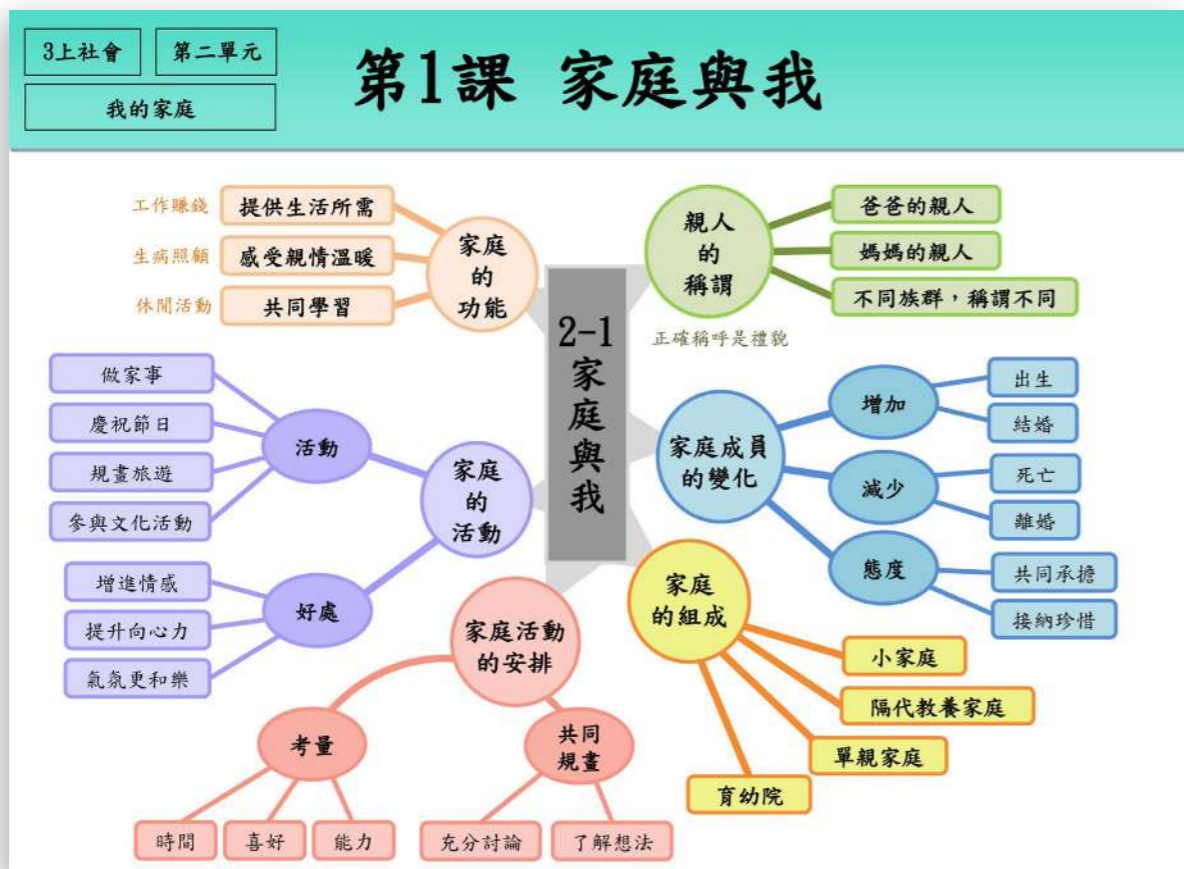 3上社會
第二單元
我的家庭
第1課 家庭與我
2-1
家
庭
與
我
家庭
的
功能
工作賺錢
提供生活所需
生病照顧
感受親情溫暖
休閒活動
共同學習
親人
的
稱謂
爸爸的親人
媽媽的親人
不同族群,稱謂不同
正確稱呼是禮貌
家庭
的
活動
活動
做家事
慶祝節日
規畫旅遊
參與文化活動
好處
增進情感
提升向心力
氣氛更和樂
家庭成員
的變化
增加
出生
結婚
減少
死亡
離婚
態度
共同承擔
接納珍惜
家庭活動
的安排
考量
時間
喜好
能力
共同
規畫
充分討論
了解想法
家庭
的組成
小家庭
隔代教養家庭
單親家庭
育幼院